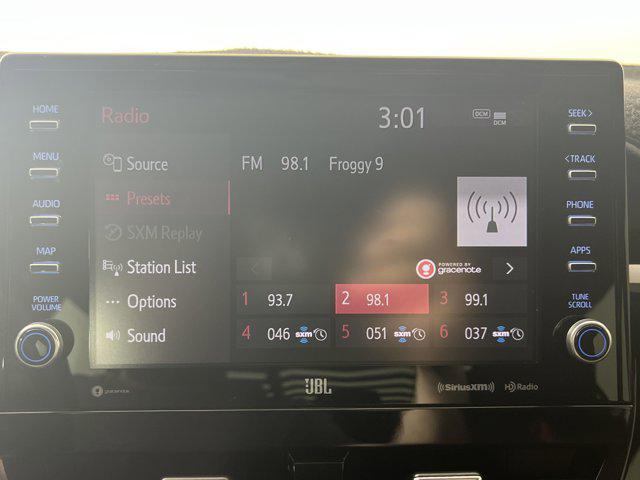 HOME
MENU
AUDIO
MAP
POWER
VOLUME
Radio
3:01
DCM
DCM
Source
Presets
SXM Replay
Station List
Options
Sound
FM 98.1 Froggy 9
POWERED BY
gracenote
1 93.7
2 98.1
3 99.1
4 046 sxm
5 051 sxm
6 037 sxm
SEEK >
< TRACK
PHONE
APPS
TUNE
SCROLL
gracenote
JBL
SiriusXM
HD Radio